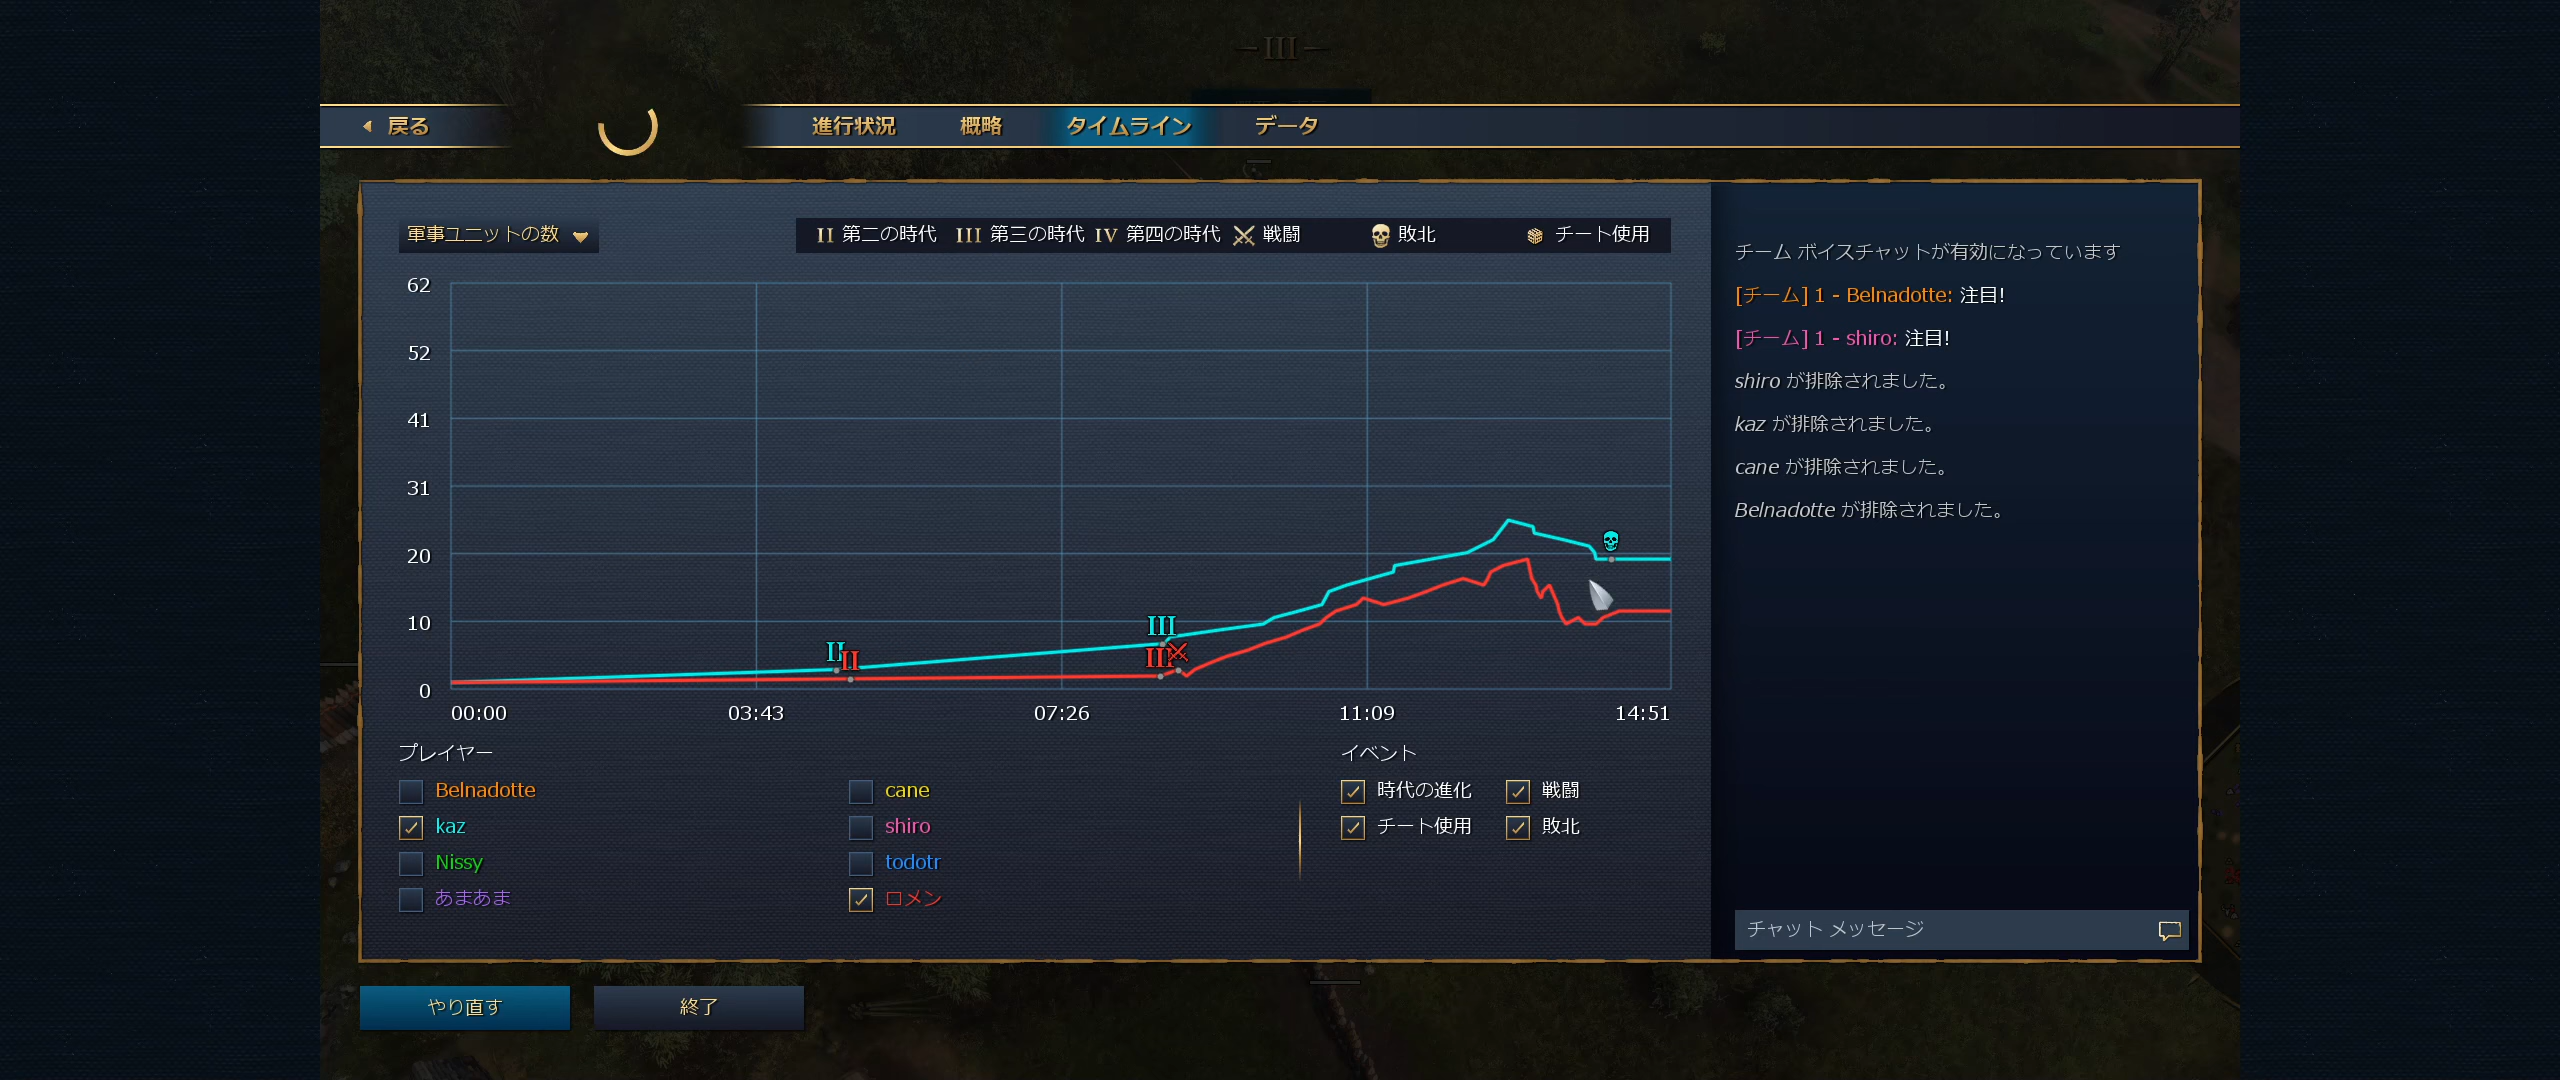 III
戻る
進行状況 概略 タイムライン データ
軍事ユニットの数
II 第二の時代 III 第三の時代 IV 第四の時代 戦闘 敗北 チート使用
62
52
41
31
20
10
0
III
II
II
III
00:00 03:43 07:26 11:09 14:51
プレイヤー
Belnadotte cane
kaz shiro
Nissy todotr
あまあま ロメン
イベント
時代の進化 戦闘
チート使用 敗北
チーム ボイスチャットが有効になっています
[チーム] 1 - Belnadotte: 注目!
[チーム] 1 - shiro: 注目!
shiro が排除されました。
kaz が排除されました。
cane が排除されました。
Belnadotte が排除されました。
チャット メッセージ
やり直す 終了